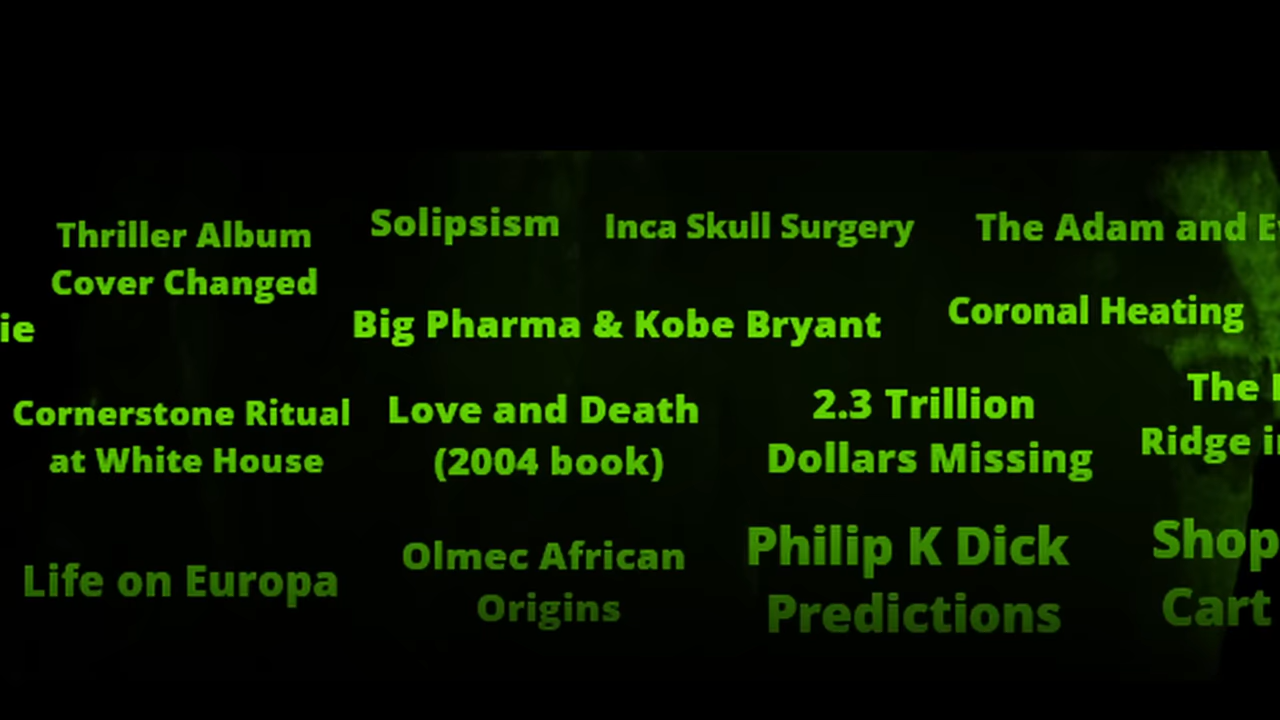 Thriller Album
Cover Changed
Solipsism
Inca Skull Surgery
The Adam and
ie
Big Pharma & Kobe Bryant
Coronal Heating
Cornerstone Ritual
at White House
Love and Death
(2004 book)
2.3 Trillion
Dollars Missing
The
Ridge
Life on Europa
Olmec African
Origins
Philip K Dick
Predictions
Shop
Cart